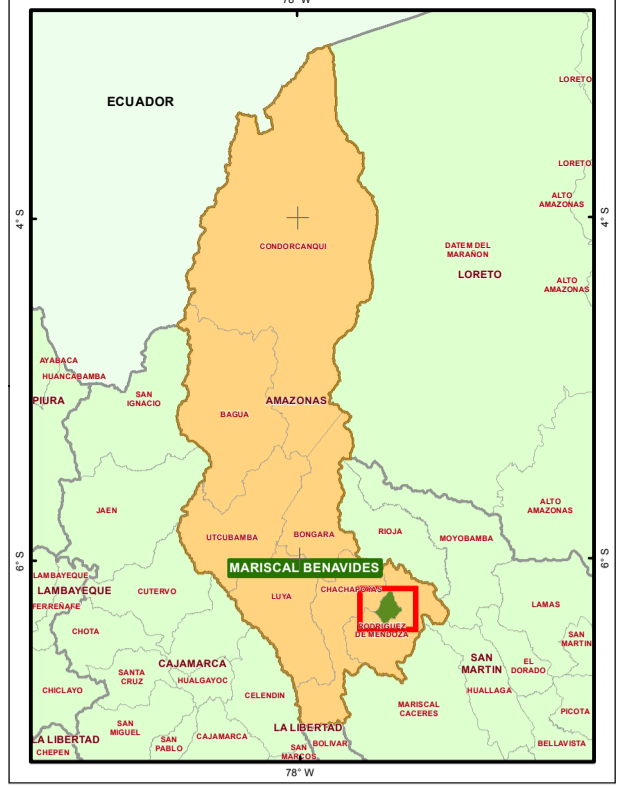 78° W
ECUADOR
LORETO
LORETO
ALTO
AMAZONAS
4° S
4° S
CONDORCANQUI
DATEM DEL
MARAÑON
LORETO
ALTO
AMAZONAS
AYABACA
HUANCABAMBA
PIURA
SAN
IGNACIO
AMAZONAS
BAGUA
JAEN
ALTO
AMAZONAS
UTCUBAMBA
BONGARA
RIOJA
MOYOBAMBA
6° S
6° S
MARISCAL BENAVIDES
LAMBAYEQUE
LAMBAYEQUE
FERREÑAFE
CUTERVO
LUYA
CHACHAPOYAS
LAMAS
CHOTA
RODRIGUEZ
DE MENDOZA
SAN
MARTIN
CAJAMARCA
SANTA
CRUZ
HUALGAYOC
SAN
MARTIN
EL
DORADO
CHICLAYO
CELENDIN
HUALLAGA
MARISCAL
CACERES
PICOTA
SAN
MIGUEL
LA LIBERTAD
LA LIBERTAD
CHEPEN
SAN
PABLO
CAJAMARCA
SAN
MARCOS
BOLIVAR
BELLAVISTA
78° W